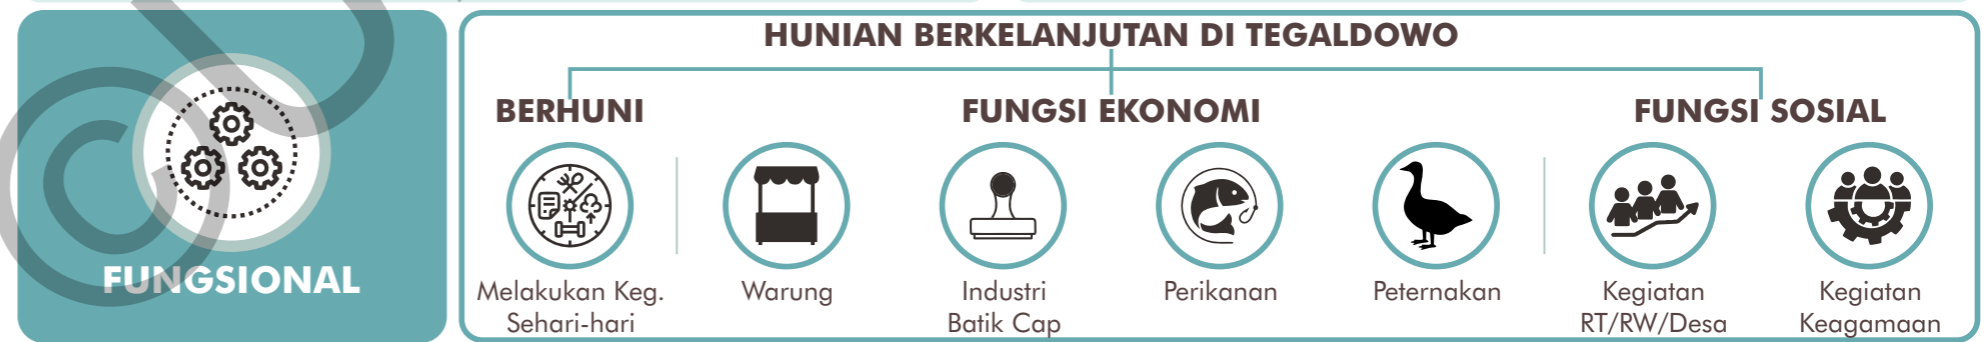 FUNGSIONAL
HUNIAN BERKELANJUTAN DI TEGALDOWO
BERHUNI
FUNGSI EKONOMI
FUNGSI SOSIAL
Melakukan Keg.
Sehari-hari
Warung
Industri
Batik Cap
Perikanan
Peternakan
Kegiatan
RT/RW/Desa
Kegiatan
Keagamaan